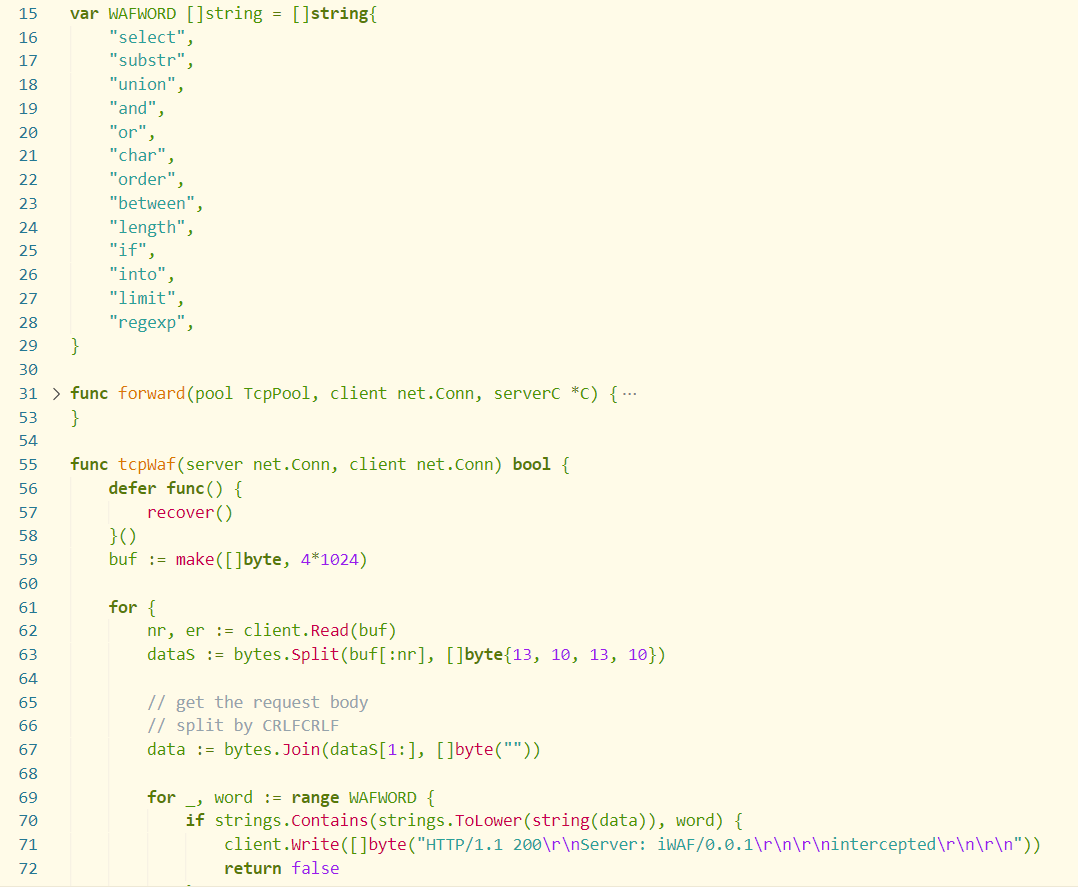 15 var WAFWORD []string = []string{
16 "select",
17 "substr",
18 "union",
19 "and",
20 "or",
21 "char",
22 "order",
23 "between",
24 "length",
25 "if",
26 "into",
27 "limit",
28 "regexp",
29 }
30
31 > func forward(pool TcpPool, client net.Conn, serverC *C) { ···
53 }
54
55 func tcpWaf(server net.Conn, client net.Conn) bool {
56 defer func() {
57 recover()
58 }()
59 buf := make([]byte, 4*1024)
60
61 for {
62 nr, er := client.Read(buf)
63 dataS := bytes.Split(buf[:nr], []byte{13, 10, 13, 10})
64
65 // get the request body
66 // split by CRLFCRLF
67 data := bytes.Join(dataS[1:], []byte(""))
68
69 for _, word := range WAFWORD {
70 if strings.Contains(strings.ToLower(string(data)), word) {
71 client.Write([]byte("HTTP/1.1 200\r\nServer: iWAF/0.0.1\r\n\r\nintercepted\r\n\r\n"))
72 return false